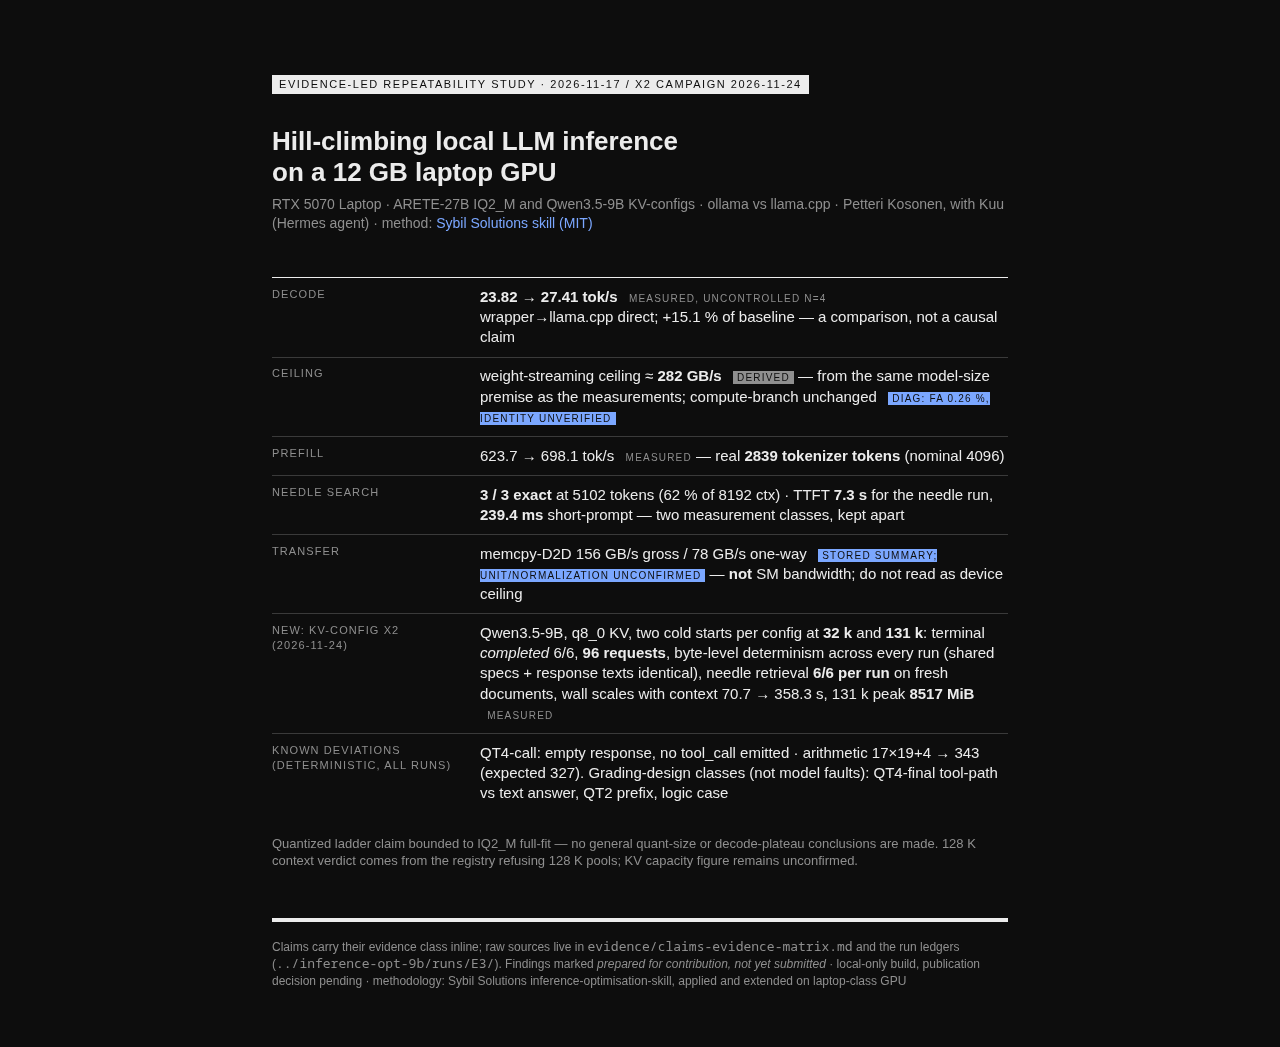 EVIDENCE-LED REPEATABILITY STUDY · 2026-11-17 / X2 CAMPAIGN 2026-11-24
Hill-climbing local LLM inference
on a 12 GB laptop GPU
RTX 5070 Laptop · ARETE-27B IQ2_M and Qwen3.5-9B KV-configs · ollama vs llama.cpp · Petteri Kosonen, with Kuu
(Hermes agent) · method: Sybil Solutions skill (MIT)
DECODE
23.82 → 27.41 tok/s MEASURED, UNCONTROLLED N=4
wrapper→llama.cpp direct; +15.1 % of baseline — a comparison, not a causal
claim
CEILING
weight-streaming ceiling ≈ 282 GB/s DERIVED — from the same model-size
premise as the measurements; compute-branch unchanged DIAG: FA 0.26 %,
IDENTITY UNVERIFIED
PREFILL
623.7 → 698.1 tok/s MEASURED — real 2839 tokenizer tokens (nominal 4096)
NEEDLE SEARCH
3 / 3 exact at 5102 tokens (62 % of 8192 ctx) · TTFT 7.3 s for the needle run,
239.4 ms short-prompt — two measurement classes, kept apart
TRANSFER
memcpy-D2D 156 GB/s gross / 78 GB/s one-way STORED SUMMARY;
UNIT/NORMALIZATION UNCONFIRMED — not SM bandwidth; do not read as device
ceiling
NEW: KV-CONFIG X2
(2026-11-24)
Qwen3.5-9B, q8_0 KV, two cold starts per config at 32 k and 131 k: terminal
completed 6/6, 96 requests, byte-level determinism across every run (shared
specs + response texts identical), needle retrieval 6/6 per run on fresh
documents, wall scales with context 70.7 → 358.3 s, 131 k peak 8517 MiB
MEASURED
KNOWN DEVIATIONS
(DETERMINISTIC, ALL RUNS)
QT4-call: empty response, no tool_call emitted · arithmetic 17×19+4 → 343
(expected 327). Grading-design classes (not model faults): QT4-final tool-path
vs text answer, QT2 prefix, logic case
Quantized ladder claim bounded to IQ2_M full-fit — no general quant-size or decode-plateau conclusions are made. 128 K
context verdict comes from the registry refusing 128 K pools; KV capacity figure remains unconfirmed.
Claims carry their evidence class inline; raw sources live in evidence/claims-evidence-matrix.md and the run ledgers
(../inference-opt-9b/runs/E3/). Findings marked prepared for contribution, not yet submitted · local-only build, publication
decision pending · methodology: Sybil Solutions inference-optimisation-skill, applied and extended on laptop-class GPU